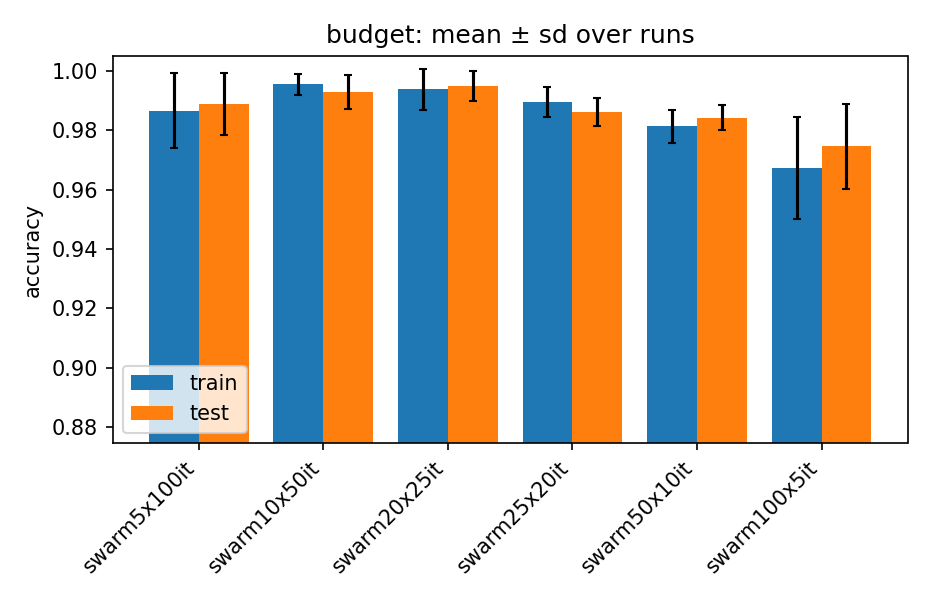 budget: mean ± sd over runs
accuracy
1.00
0.98
0.96
0.94
0.92
0.90
0.88
train
test
swarm5x100it
swarm10x50it
swarm20x25it
swarm25x20it
swarm50x10it
swarm100x5it